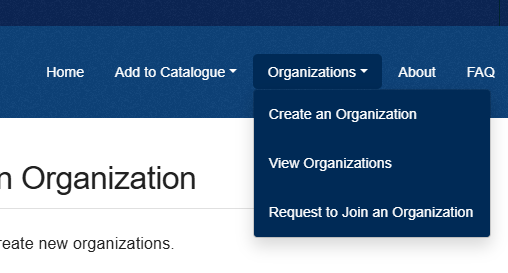 Home Add to Catalogue Organizations About FAQ
Create an Organization
View Organizations
Request to Join an Organization
n Organization
reate new organizations.